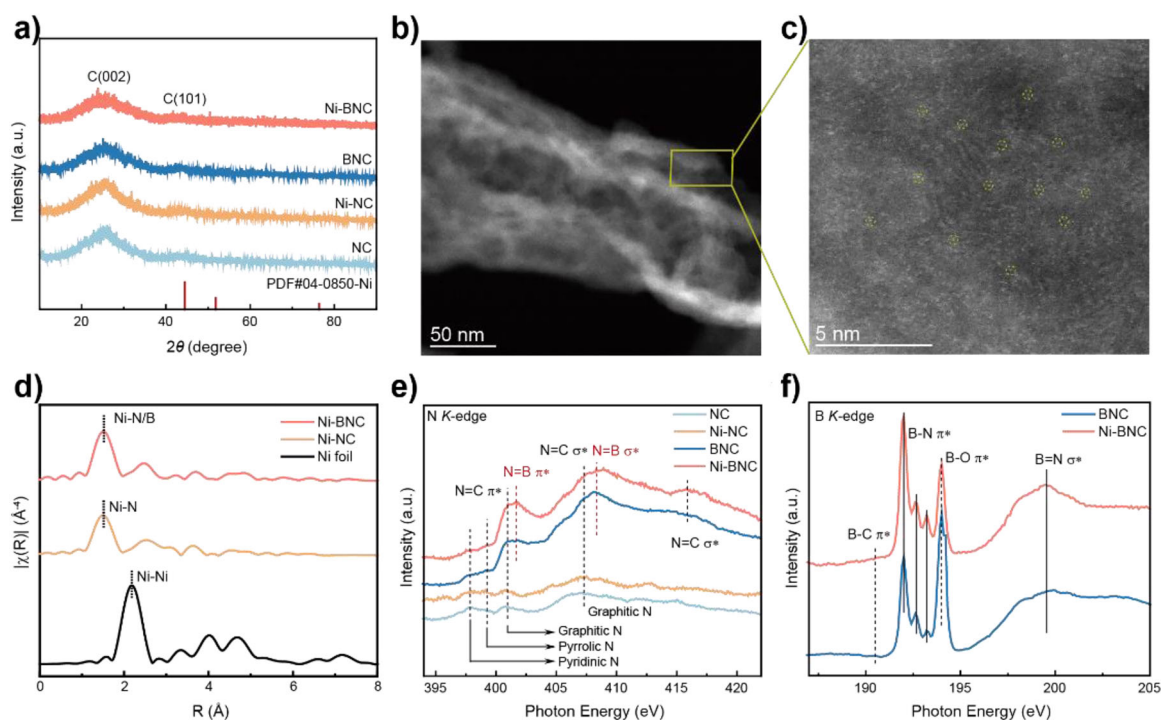 a)
C(002)
C(101)
Ni-BNC
BNC
Ni-NC
NC
PDF#04-0850-Ni
Intensity (a.u.)
20 40 60 80
2θ (degree)
b)
50 nm
c)
5 nm
d)
Ni-N/B
Ni-BNC
Ni-NC
Ni foil
Ni-N
Ni-Ni
|χ(R)| (Å⁻⁴)
0 2 4 6 8
R (Å)
e)
N K-edge
NC
Ni-NC
BNC
Ni-BNC
N=C σ*
N=B σ*
N=B π*
N=C π*
N=C σ*
Graphitic N
Graphitic N
Pyrrolic N
Pyridinic N
Intensity (a.u.)
395 400 405 410 415 420
Photon Energy (eV)
f)
B K-edge
BNC
Ni-BNC
B-N π*
B-O π*
B=N σ*
B-C π*
Intensity (a.u.)
190 195 200 205
Photon Energy (eV)